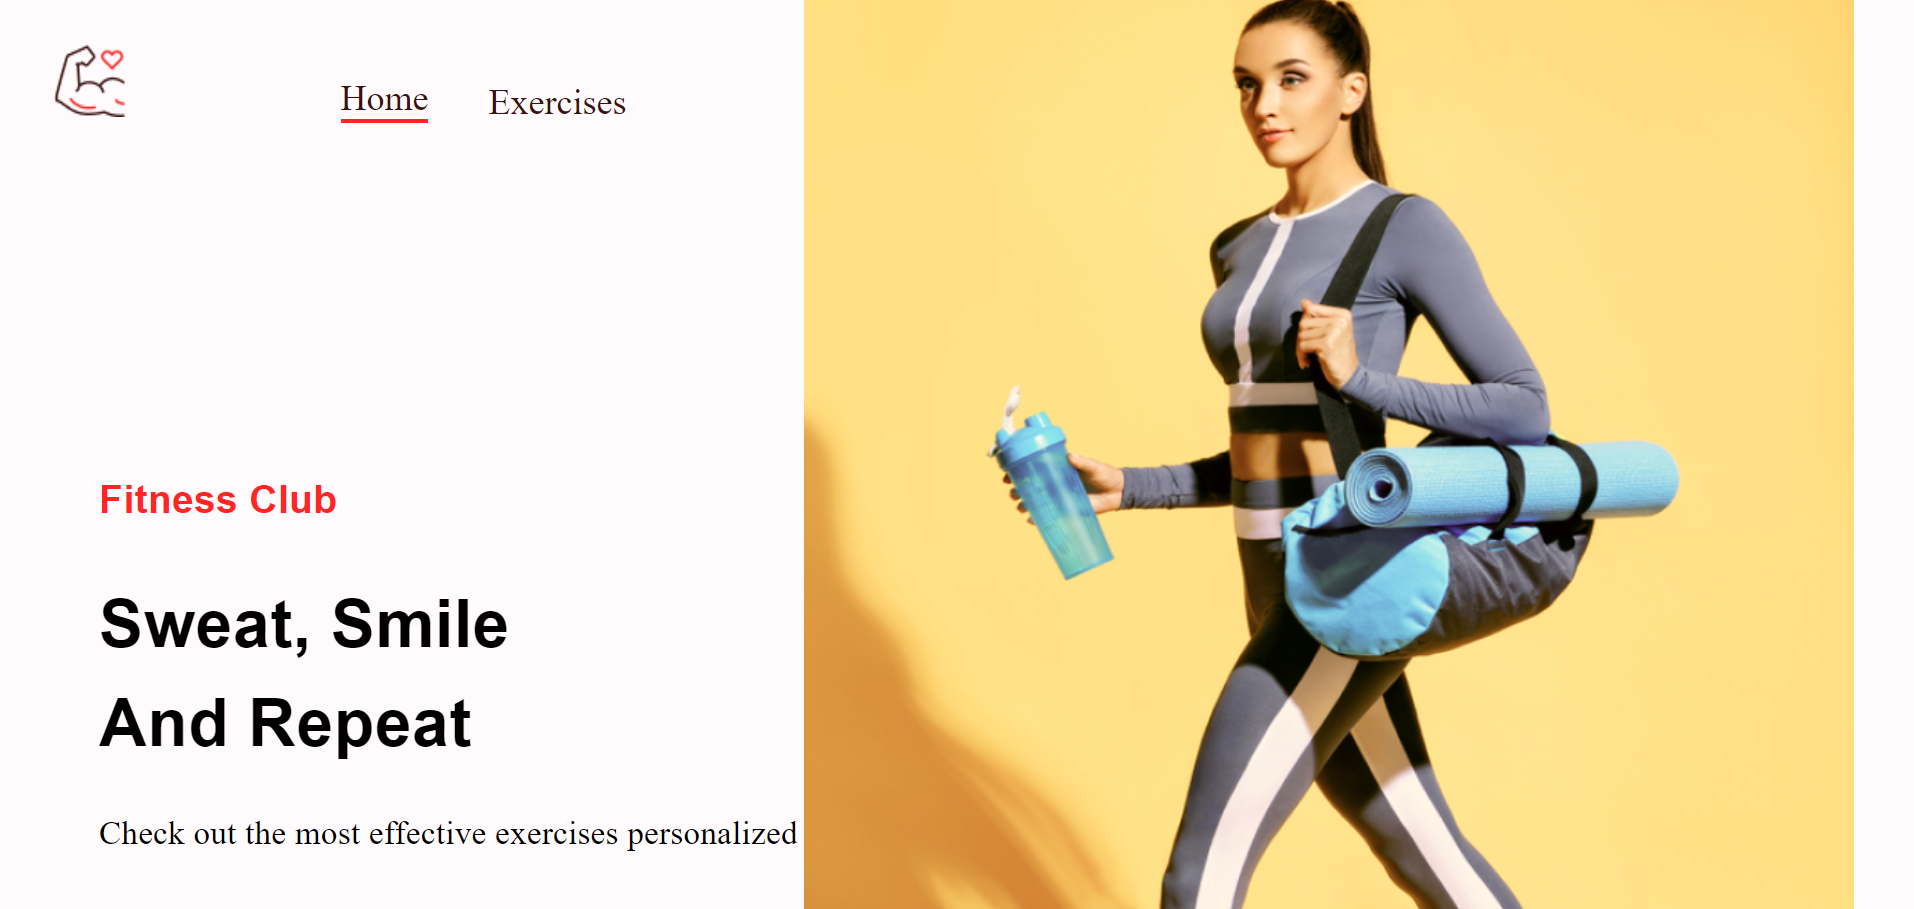 Home
Exercises
Fitness Club
Sweat, Smile
And Repeat
Check out the most effective exercises personalized